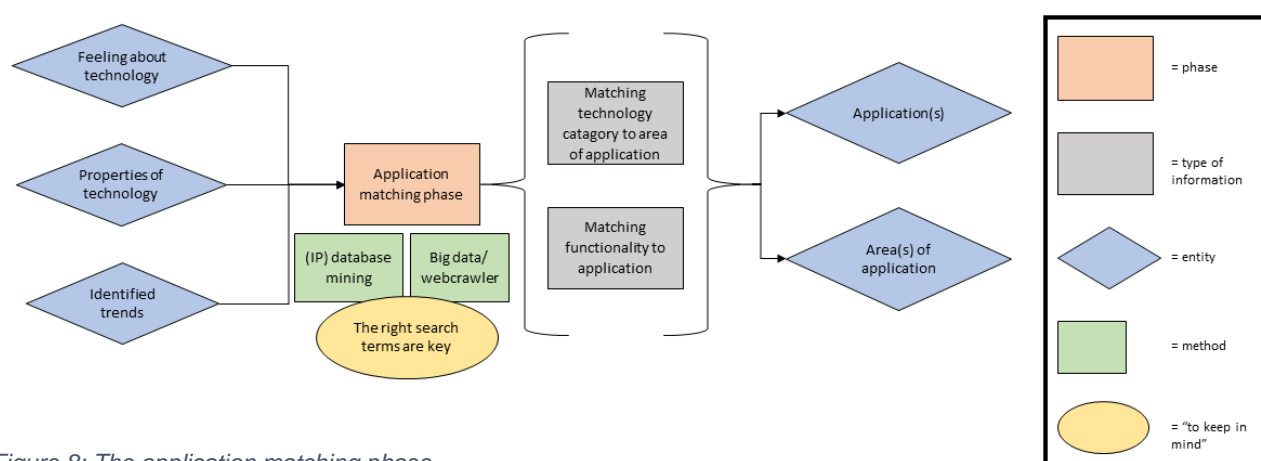 Feeling about
technology
Properties of
technology
Identified
trends
Application
matching phase
(IP) database
mining
Big data/
webcrawler
The right search
terms are key
Matching
technology
catagory to area
of application
Matching
functionality to
application
Application(s)
Area(s) of
application
= phase
= type of
information
= entity
= method
= “to keep in
mind”
Figure 8: The application matching phase